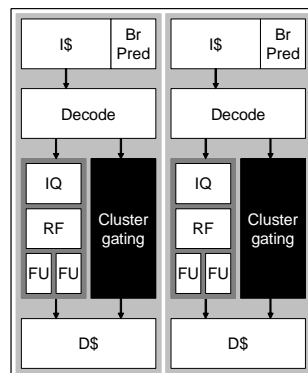 I$
Br
Pred
Decode
IQ
RF
FU FU
Cluster
gating
D$
I$
Br
Pred
Decode
IQ
RF
FU FU
Cluster
gating
D$